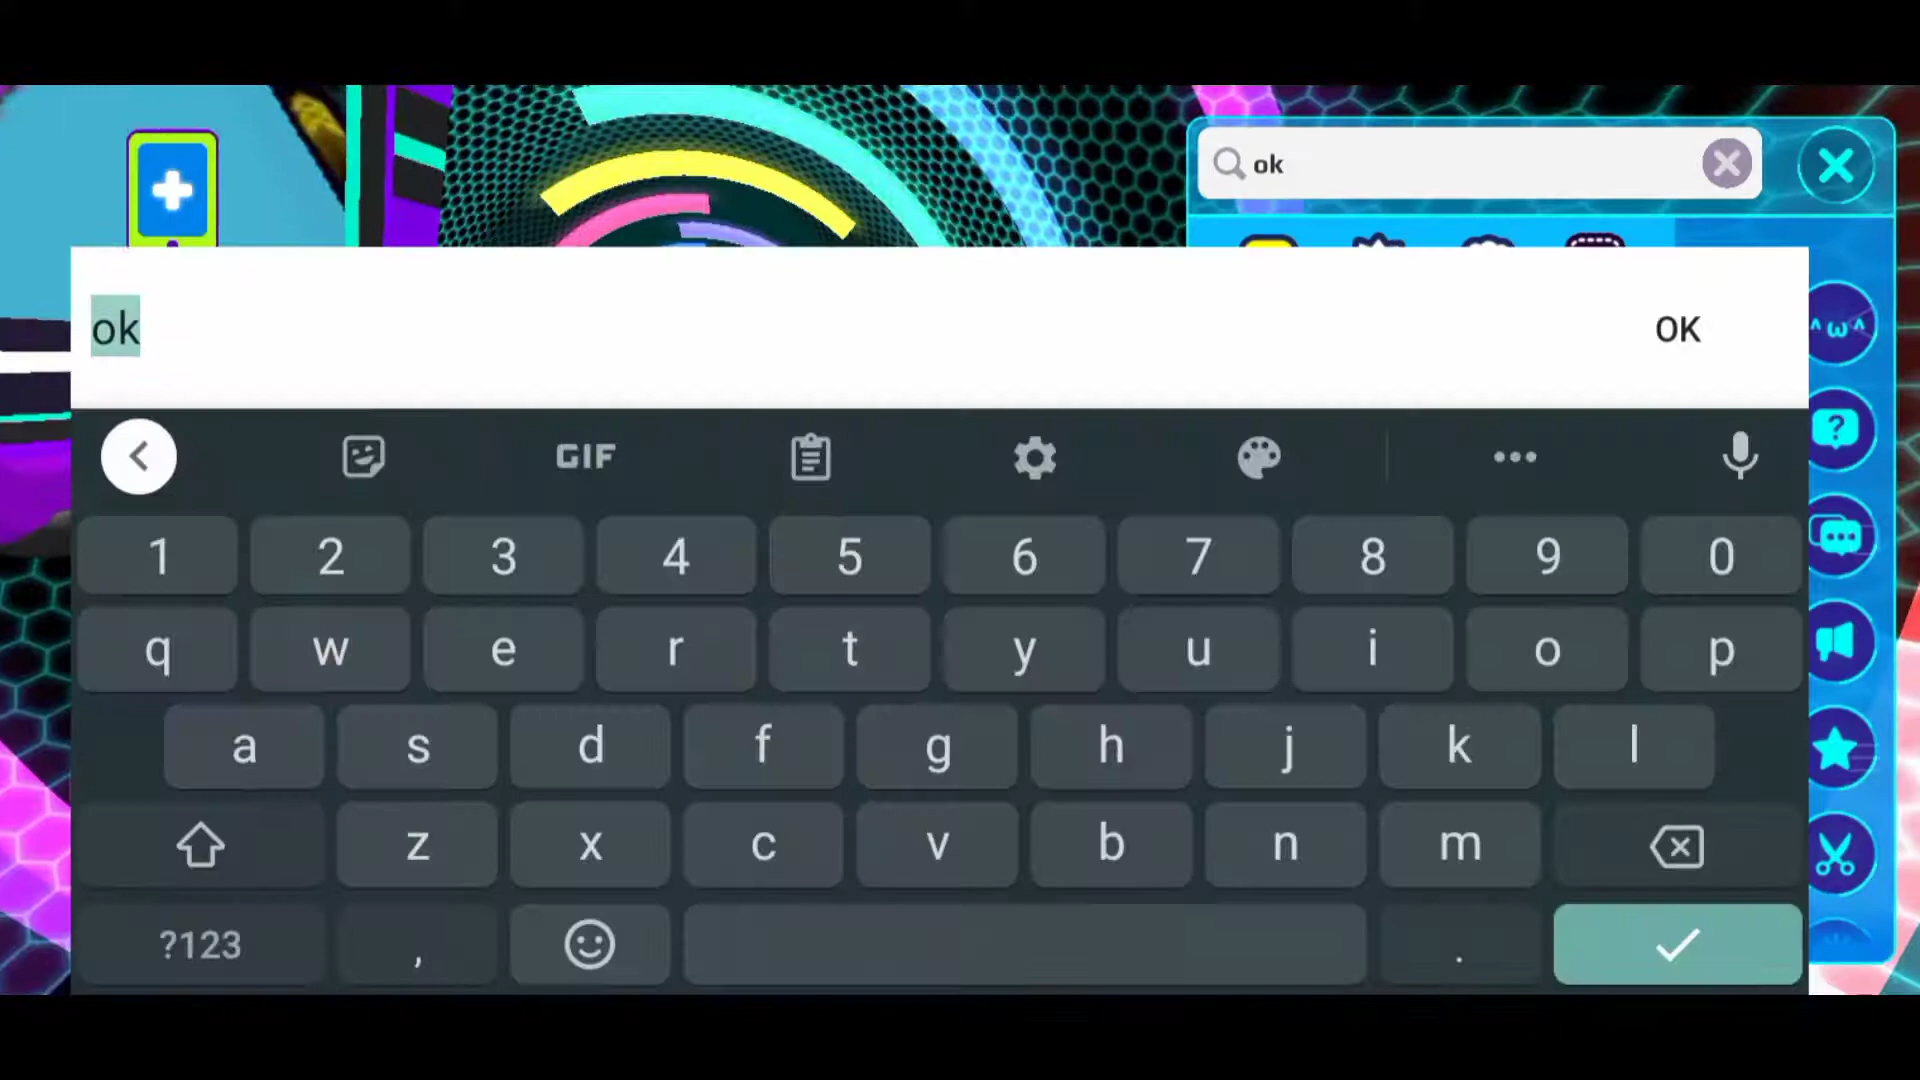 ok
ok OK
^ω^
GIF
?
1 2 3 4 5 6 7 8 9 0
q w e r t y u i o p
a s d f g h j k l
z x c v b n m
?123 , .